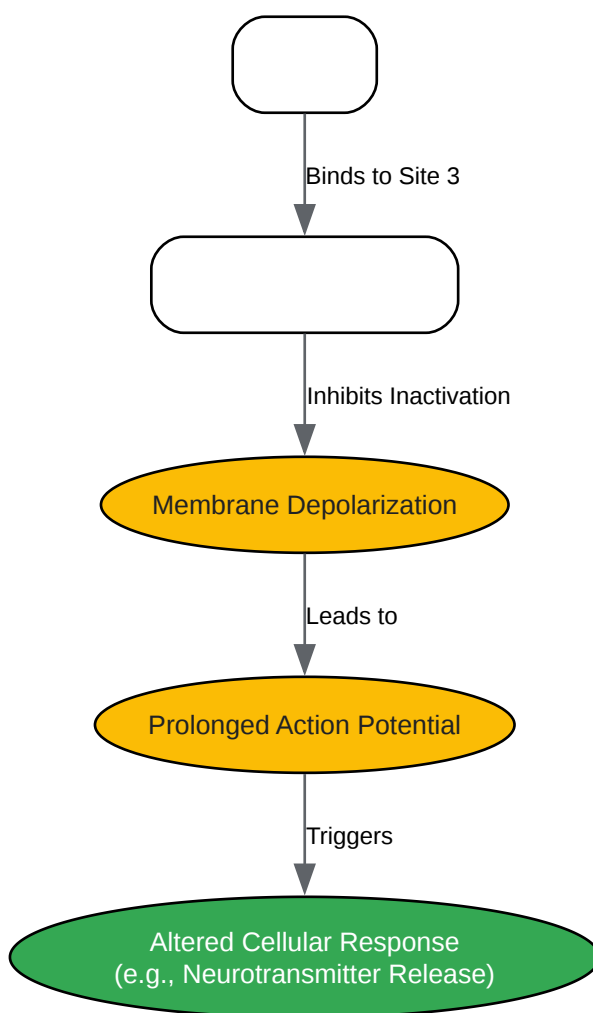 Binds to Site 3
Inhibits Inactivation
Membrane Depolarization
Leads to
Prolonged Action Potential
Triggers
Altered Cellular Response
(e.g., Neurotransmitter Release)